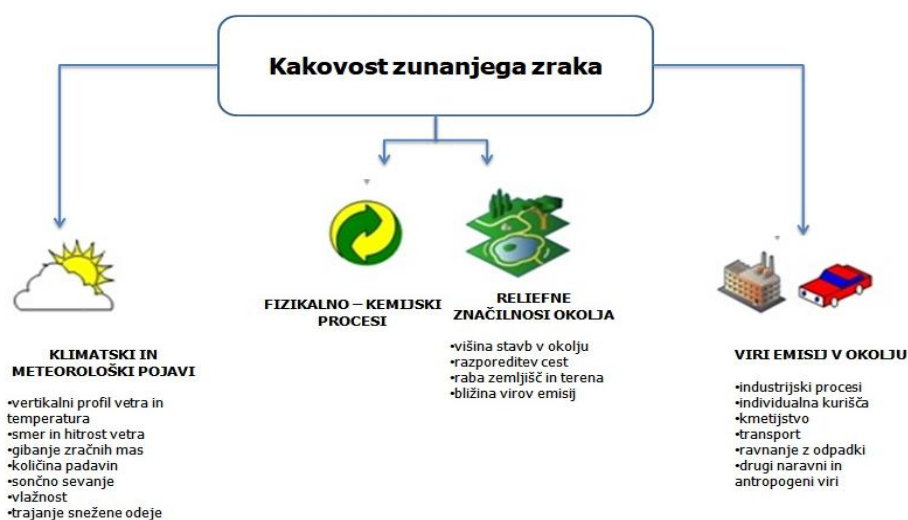 Kakovost zunanjega zraka
KLIMATSKI IN
METEOROLOŠKI POJAVI
•vertikalni profil vetra in
temperatura
•smer in hitrost vetra
•gibanje zračnih mas
•količina padavin
•sončno sevanje
•vlažnost
•trajanje snežene odeje
FIZIKALNO – KEMIJSKI
PROCESI
RELIEFNE
ZNAČILNOSI OKOLJA
•višina stavb v okolju
•razporeditev cest
•raba zemljišč in terena
•bližina virov emisij
VIRI EMISIJ V OKOLJU
•industrijski procesi
•individualna kurišča
•kmetijstvo
•transport
•ravnanje z odpadki
•drugi naravni in
antropogeni viri